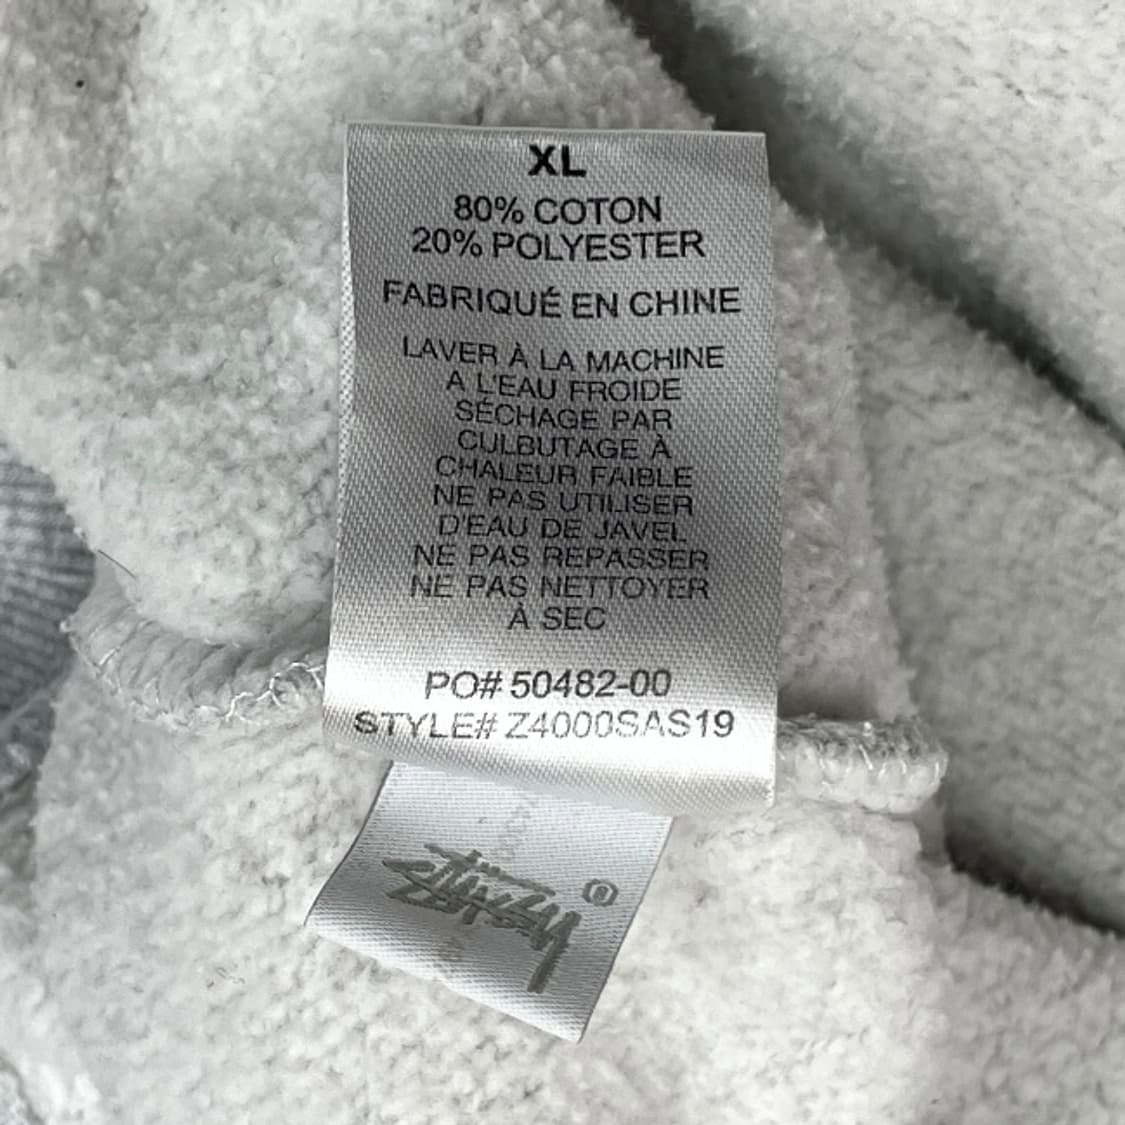 XL
80% COTON
20% POLYESTER
FABRIQUÉ EN CHINE
LAVER À LA MACHINE
A L'EAU FROIDE
SÉCHAGE PAR
CULBUTAGE À
CHALEUR FAIBLE
NE PAS UTILISER
D'EAU DE JAVEL
NE PAS REPASSER
NE PAS NETTOYER
À SEC
PO# 50482-00
STYLE# Z4000SAS19
Stüssy ®